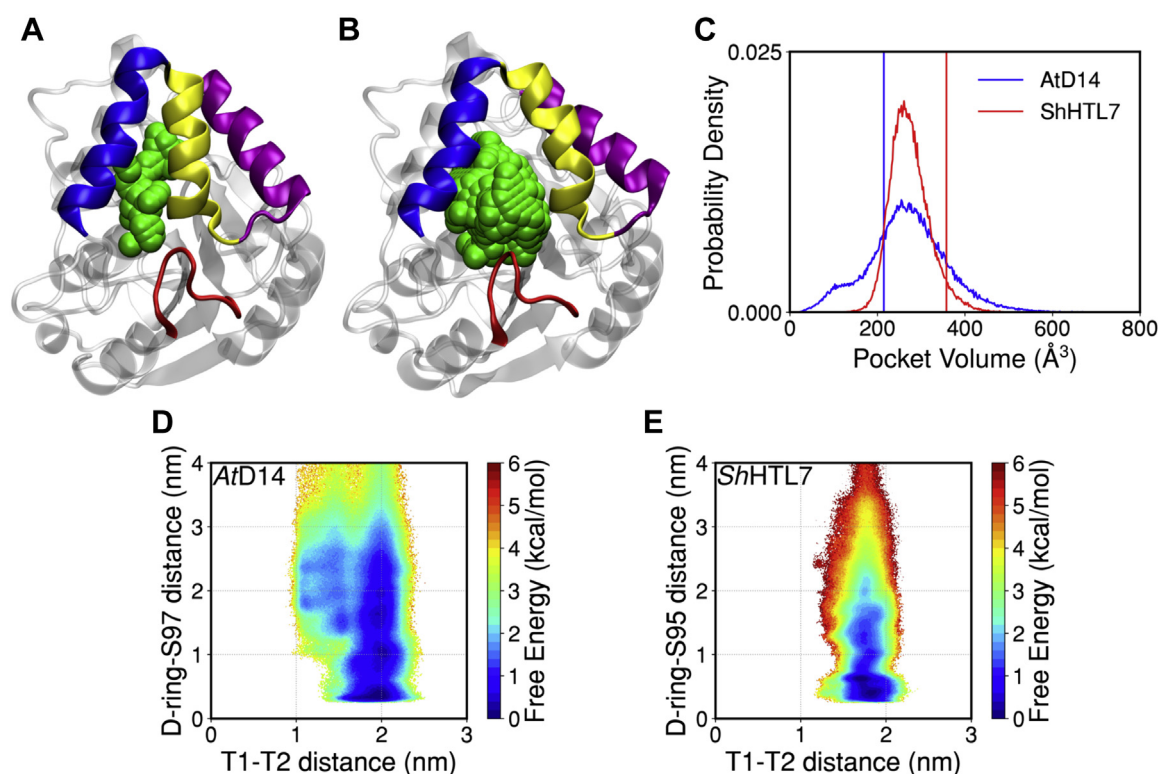 A
B
C
0.025
0.000
Probability Density
AtD14
ShHTL7
0
200
400
600
800
Pocket Volume (Å³)
D
AtD14
D-ring-S97 distance (nm)
4
3
2
1
0
0
1
2
3
T1-T2 distance (nm)
6
5
4
3
2
1
0
Free Energy (kcal/mol)
E
ShHTL7
D-ring-S95 distance (nm)
4
3
2
1
0
0
1
2
3
T1-T2 distance (nm)
6
5
4
3
2
1
0
Free Energy (kcal/mol)